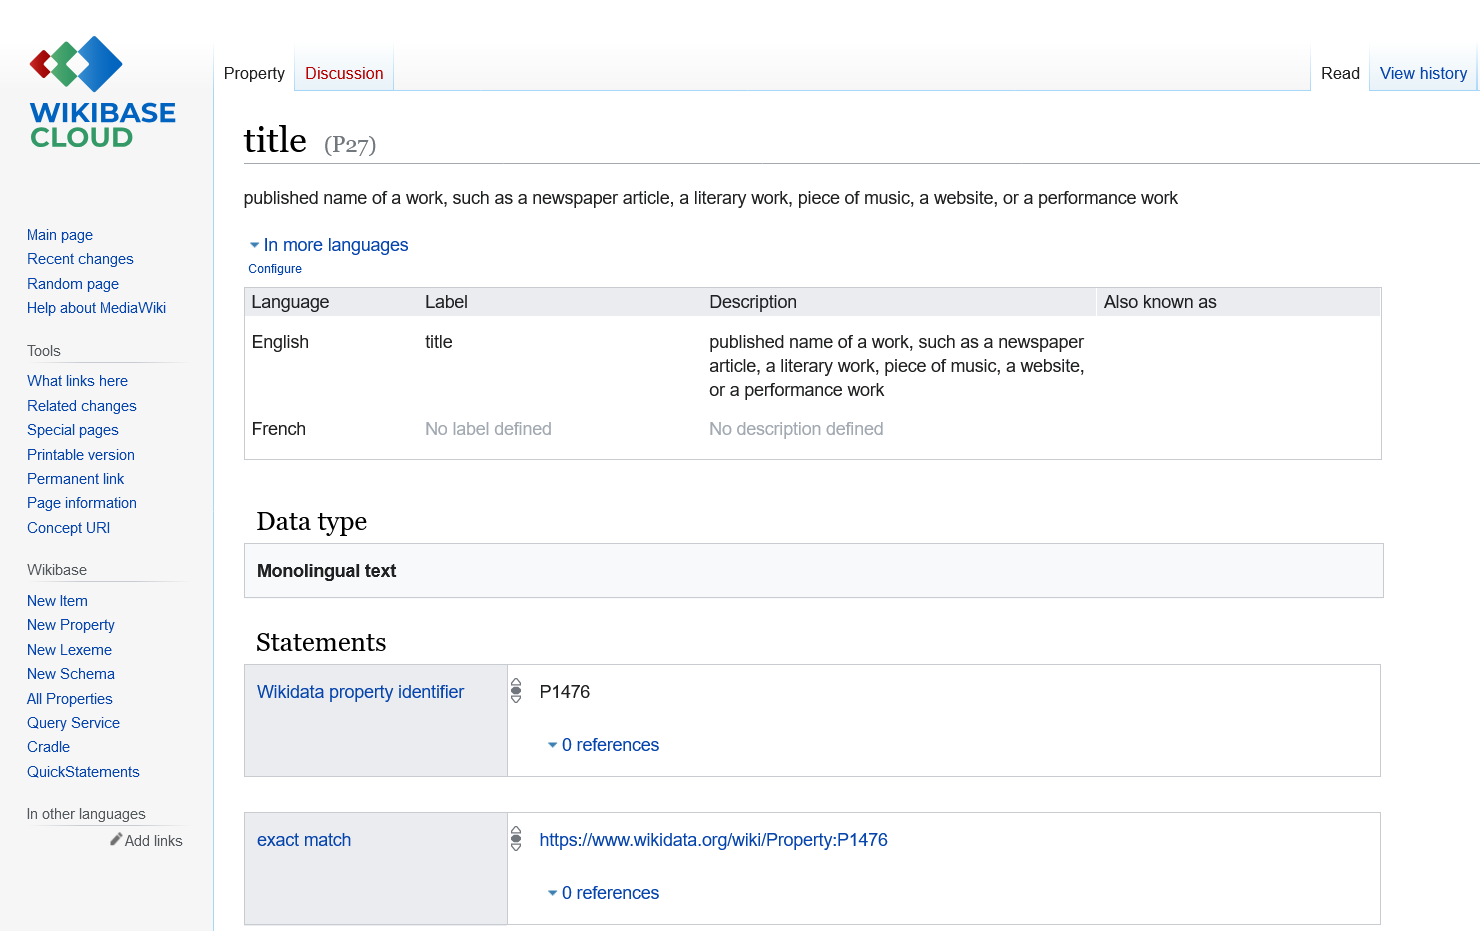 WIKIBASE
CLOUD
Property
Discussion
Read
View history
title (P27)
published name of a work, such as a newspaper article, a literary work, piece of music, a website, or a performance work
In more languages
Configure
Language Label Description Also known as
English title published name of a work, such as a newspaper
article, a literary work, piece of music, a website,
or a performance work
French No label defined No description defined
Data type
Monolingual text
Statements
Wikidata property identifier P1476
0 references
exact match https://www.wikidata.org/wiki/Property:P1476
0 references
Main page
Recent changes
Random page
Help about MediaWiki
Tools
What links here
Related changes
Special pages
Printable version
Permanent link
Page information
Concept URI
Wikibase
New Item
New Property
New Lexeme
New Schema
All Properties
Query Service
Cradle
QuickStatements
In other languages
Add links